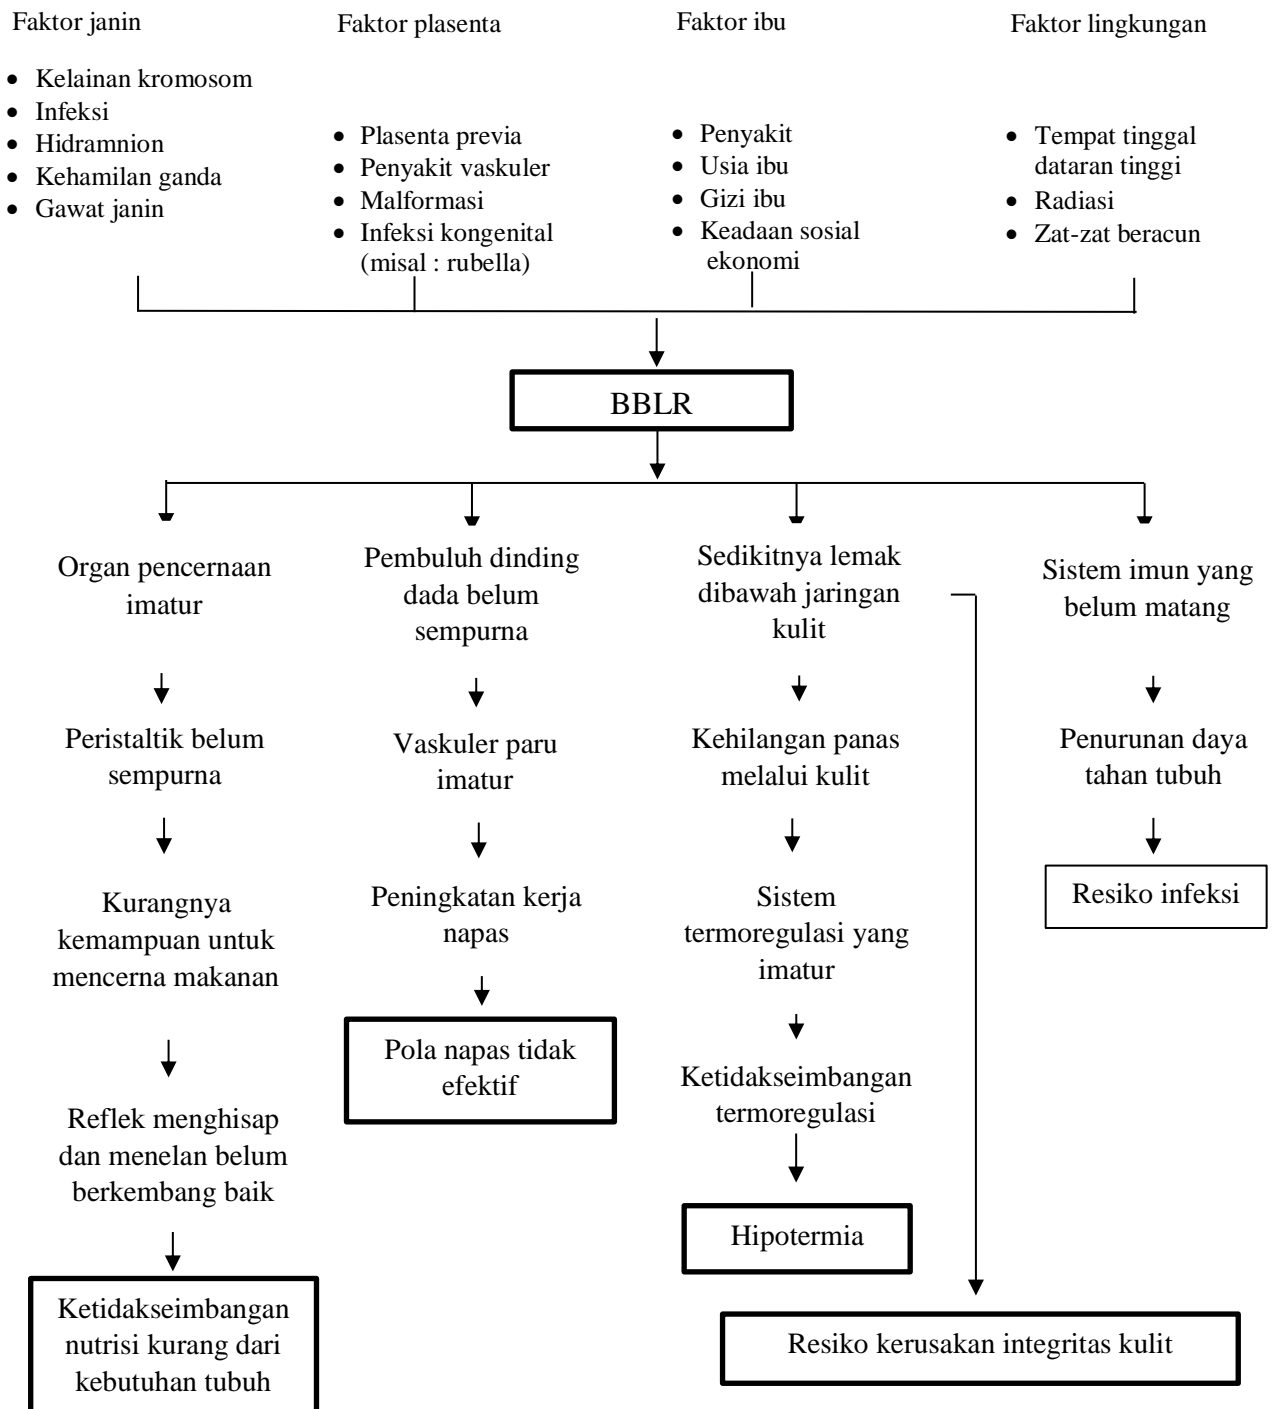 Faktor janin
• Kelainan kromosom
• Infeksi
• Hidramnion
• Kehamilan ganda
• Gawat janin
Faktor plasenta
• Plasenta previa
• Penyakit vaskuler
• Malformasi
• Infeksi kongenital
(misal : rubella)
Faktor ibu
• Penyakit
• Usia ibu
• Gizi ibu
• Keadaan sosial
ekonomi
Faktor lingkungan
• Tempat tinggal
dataran tinggi
• Radiasi
• Zat-zat beracun
BBLR
Organ pencernaan
imatur
Peristaltik belum
sempurna
Kurangnya
kemampuan untuk
mencerna makanan
Reflek menghisap
dan menelan belum
berkembang baik
Ketidakseimbangan
nutrisi kurang dari
kebutuhan tubuh
Pembuluh dinding
dada belum
sempurna
Vaskuler paru
imatur
Peningkatan kerja
napas
Pola napas tidak
efektif
Sedikitnya lemak
dibawah jaringan
kulit
Kehilangan panas
melalui kulit
Sistem
termoregulasi yang
imatur
Ketidakseimbangan
termoregulasi
Hipotermia
Resiko kerusakan integritas kulit
Sistem imun yang
belum matang
Penurunan daya
tahan tubuh
Resiko infeksi